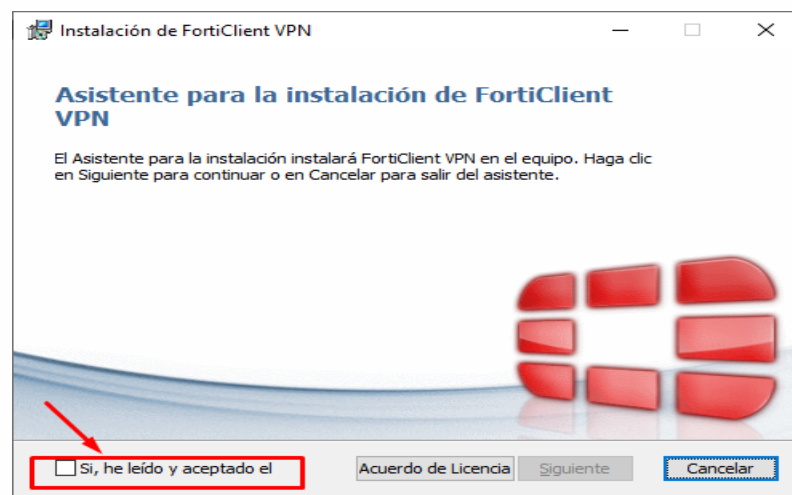 Instalación de FortiClient VPN
Asistente para la instalación de FortiClient
VPN
El Asistente para la instalación instalará FortiClient VPN en el equipo. Haga clic
en Siguiente para continuar o en Cancelar para salir del asistente.
Si, he leído y aceptado el
Acuerdo de Licencia
Siguiente
Cancelar